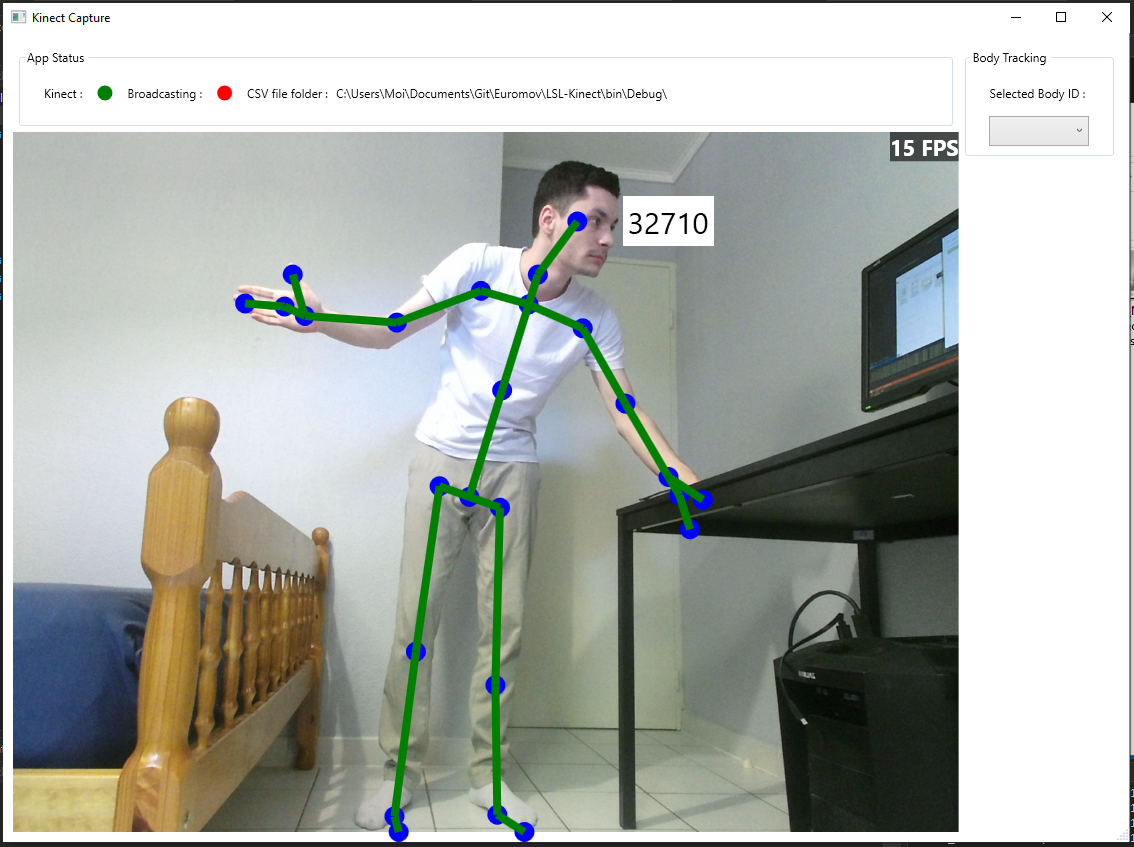 Kinect Capture
App Status
Kinect :
Broadcasting :
CSV file folder : C:\Users\Moi\Documents\Git\Euromov\LSL-Kinect\bin\Debug\
Body Tracking
Selected Body ID :
15 FPS
32710